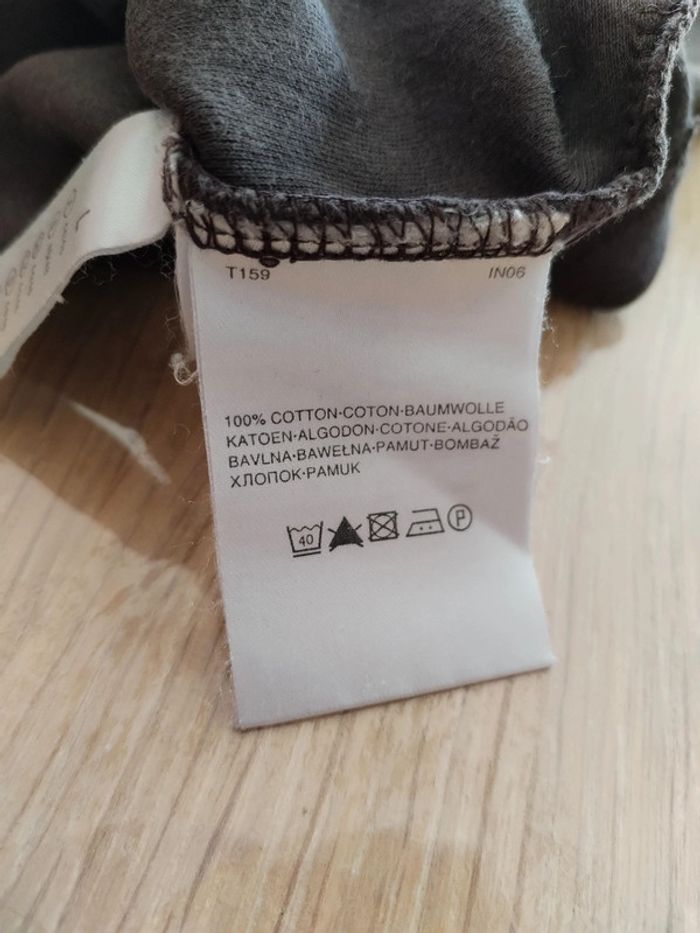 T159 IN06
100% COTTON·COTON·BAUMWOLLE
KATOEN·ALGODON·COTONE·ALGODÃO
BAVLNA·BAWEŁNA·PAMUT·BOMBAŽ
ХЛОПОК·PAMUK
40
P